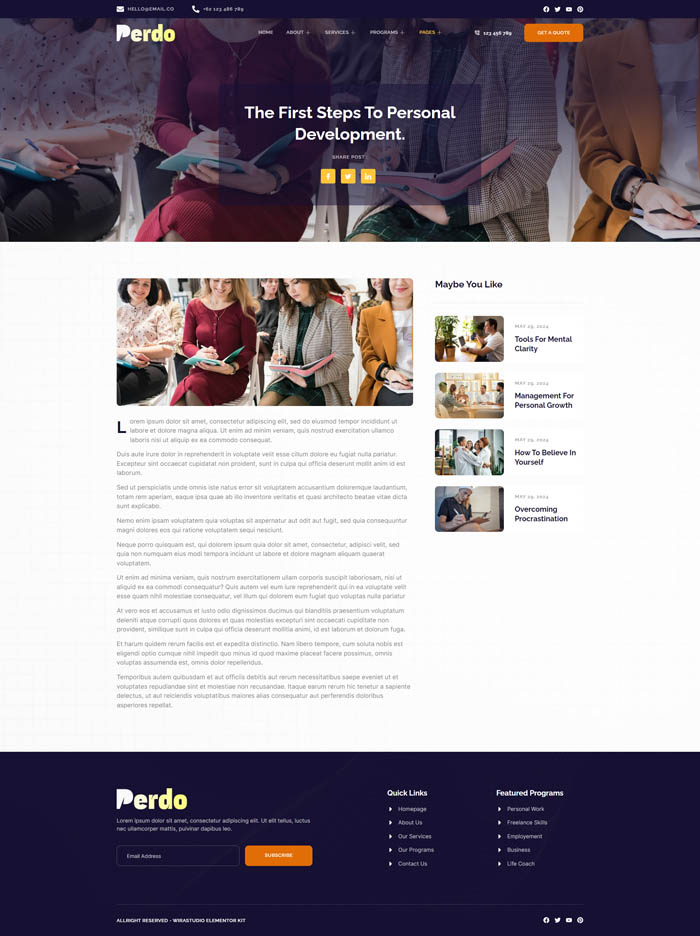 HELLO@EMAIL.CO
+62 123 486 789
Perdo
HOME
ABOUT +
SERVICES +
PROGRAMS +
PAGES +
123 456 789
GET A QUOTE
The First Steps To Personal
Development.
SHARE POST:
Maybe You Like
MAY 29, 2024
Tools For Mental
Clarity
MAY 29, 2024
Management For
Personal Growth
MAY 29, 2024
How To Believe In
Yourself
MAY 29, 2024
Overcoming
Procrastination
Lorem ipsum dolor sit amet, consectetur adipiscing elit, sed do eiusmod tempor incididunt ut
labore et dolore magna aliqua. Ut enim ad minim veniam, quis nostrud exercitation ullamco
laboris nisi ut aliquip ex ea commodo consequat.
Duis aute irure dolor in reprehenderit in voluptate velit esse cillum dolore eu fugiat nulla pariatur.
Excepteur sint occaecat cupidatat non proident, sunt in culpa qui officia deserunt mollit anim id est
laborum.
Sed ut perspiciatis unde omnis iste natus error sit voluptatem accusantium doloremque laudantium,
totam rem aperiam, eaque ipsa quae ab illo inventore veritatis et quasi architecto beatae vitae dicta
sunt explicabo.
Nemo enim ipsam voluptatem quia voluptas sit aspernatur aut odit aut fugit, sed quia consequuntur
magni dolores eos qui ratione voluptatem sequi nesciunt.
Neque porro quisquam est, qui dolorem ipsum quia dolor sit amet, consectetur, adipisci velit, sed
quia non numquam eius modi tempora incidunt ut labore et dolore magnam aliquam quaerat
voluptatem.
Ut enim ad minima veniam, quis nostrum exercitationem ullam corporis suscipit laboriosam, nisi ut
aliquid ex ea commodi consequatur? Quis autem vel eum iure reprehenderit qui in ea voluptate velit
esse quam nihil molestiae consequatur, vel illum qui dolorem eum fugiat quo voluptas nulla pariatur
At vero eos et accusamus et iusto odio dignissimos ducimus qui blanditiis praesentium voluptatum
deleniti atque corrupti quos dolores et quas molestias excepturi sint occaecati cupiditate non
provident, similique sunt in culpa qui officia deserunt mollitia animi, id est laborum et dolorum fuga.
Et harum quidem rerum facilis est et expedita distinctio. Nam libero tempore, cum soluta nobis est
eligendi optio cumque nihil impedit quo minus id quod maxime placeat facere possimus, omnis
voluptas assumenda est, omnis dolor repellendus.
Temporibus autem quibusdam et aut officiis debitis aut rerum necessitatibus saepe eveniet ut et
voluptates repudiandae sint et molestiae non recusandae. Itaque earum rerum hic tenetur a sapiente
delectus, ut aut reiciendis voluptatibus maiores alias consequatur aut perferendis doloribus
asperiores repellat.
Perdo
Lorem ipsum dolor sit amet, consectetur adipiscing elit. Ut elit tellus, luctus
nec ullamcorper mattis, pulvinar dapibus leo.
Email Address
SUBSCRIBE
Quick Links
Homepage
About Us
Our Services
Our Programs
Contact Us
Featured Programs
Personal Work
Freelance Skills
Employement
Business
Life Coach
ALLRIGHT RESERVED - WIRASTUDIO ELEMENTOR KIT